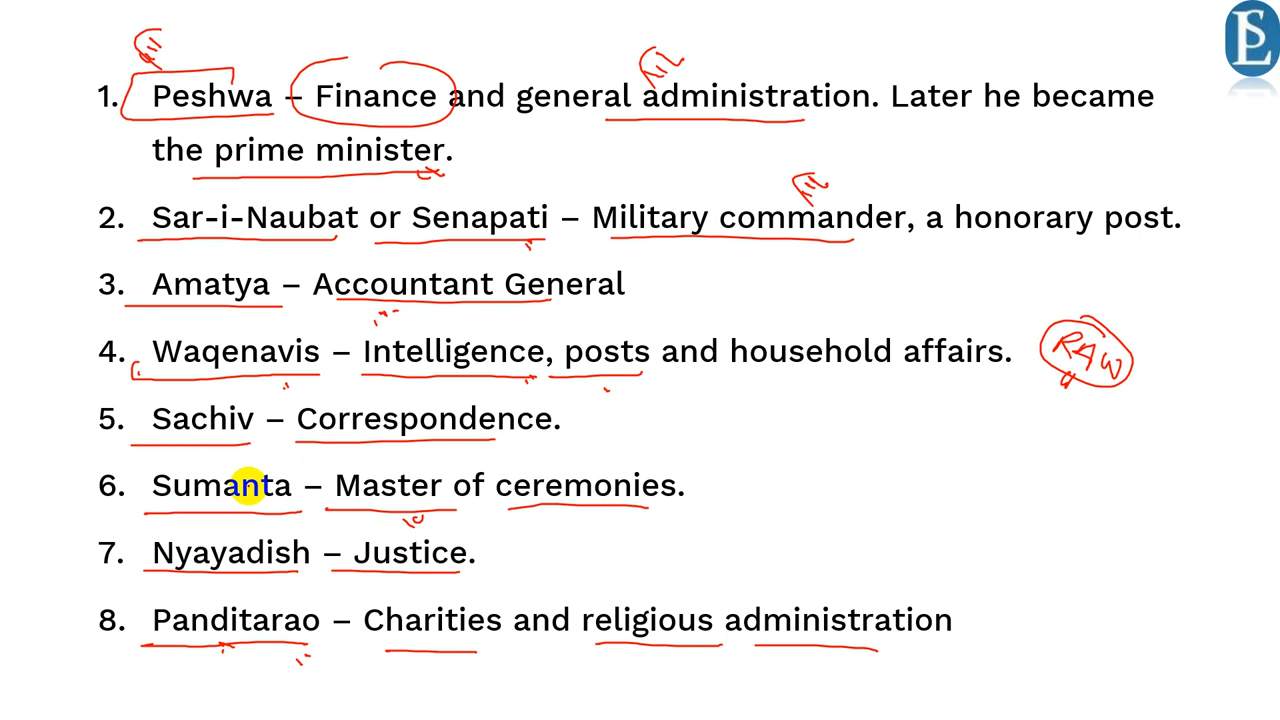 1. Peshwa – Finance and general administration. Later he became
the prime minister.
2. Sar-i-Naubat or Senapati – Military commander, a honorary post.
3. Amatya – Accountant General
4. Waqenavis – Intelligence, posts and household affairs. RAW
5. Sachiv – Correspondence.
6. Sumanta – Master of ceremonies.
7. Nyayadish – Justice.
8. Panditarao – Charities and religious administration